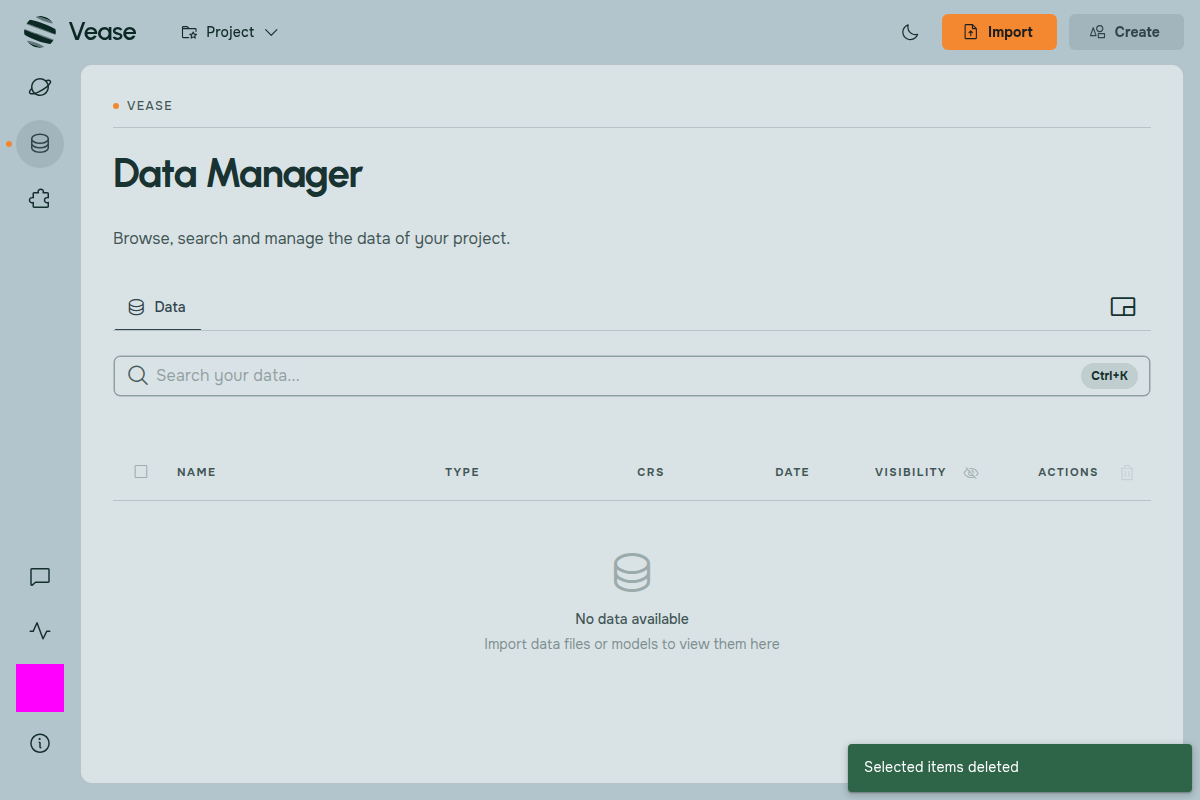 Vease
Project
Import
Create
VEASE
Data Manager
Browse, search and manage the data of your project.
Data
Search your data...
Ctrl+K
NAME TYPE CRS DATE VISIBILITY ACTIONS
No data available
Import data files or models to view them here
Selected items deleted